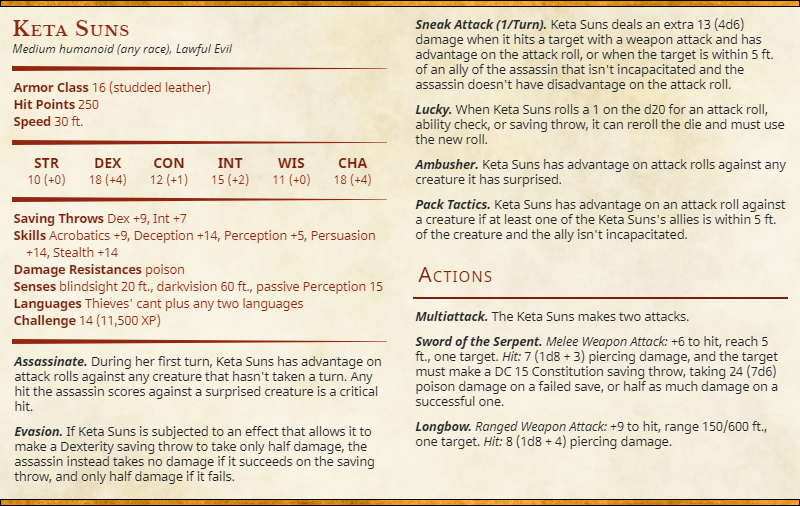 Keta Suns
Medium humanoid (any race), Lawful Evil
Armor Class 16 (studded leather)
Hit Points 250
Speed 30 ft.
STR DEX CON INT WIS CHA
10 (+0) 18 (+4) 12 (+1) 15 (+2) 11 (+0) 18 (+4)
Saving Throws Dex +9, Int +7
Skills Acrobatics +9, Deception +14, Perception +5, Persuasion
+14, Stealth +14
Damage Resistances poison
Senses blindsight 20 ft., darkvision 60 ft., passive Perception 15
Languages Thieves' cant plus any two languages
Challenge 14 (11,500 XP)
Assassinate. During her first turn, Keta Suns has advantage on
attack rolls against any creature that hasn't taken a turn. Any
hit the assassin scores against a surprised creature is a critical
hit.
Evasion. If Keta Suns is subjected to an effect that allows it to
make a Dexterity saving throw to take only half damage, the
assassin instead takes no damage if it succeeds on the saving
throw, and only half damage if it fails.
Sneak Attack (1/Turn). Keta Suns deals an extra 13 (4d6)
damage when it hits a target with a weapon attack and has
advantage on the attack roll, or when the target is within 5 ft.
of an ally of the assassin that isn't incapacitated and the
assassin doesn't have disadvantage on the attack roll.
Lucky. When Keta Suns rolls a 1 on the d20 for an attack roll,
ability check, or saving throw, it can reroll the die and must use
the new roll.
Ambusher. Keta Suns has advantage on attack rolls against any
creature it has surprised.
Pack Tactics. Keta Suns has advantage on an attack roll against
a creature if at least one of the Keta Suns's allies is within 5 ft.
of the creature and the ally isn't incapacitated.
Actions
Multiattack. The Keta Suns makes two attacks.
Sword of the Serpent. Melee Weapon Attack: +6 to hit, reach 5
ft., one target. Hit: 7 (1d8 + 3) piercing damage, and the target
must make a DC 15 Constitution saving throw, taking 24 (7d6)
poison damage on a failed save, or half as much damage on a
successful one.
Longbow. Ranged Weapon Attack: +9 to hit, range 150/600 ft.,
one target. Hit: 8 (1d8 + 4) piercing damage.